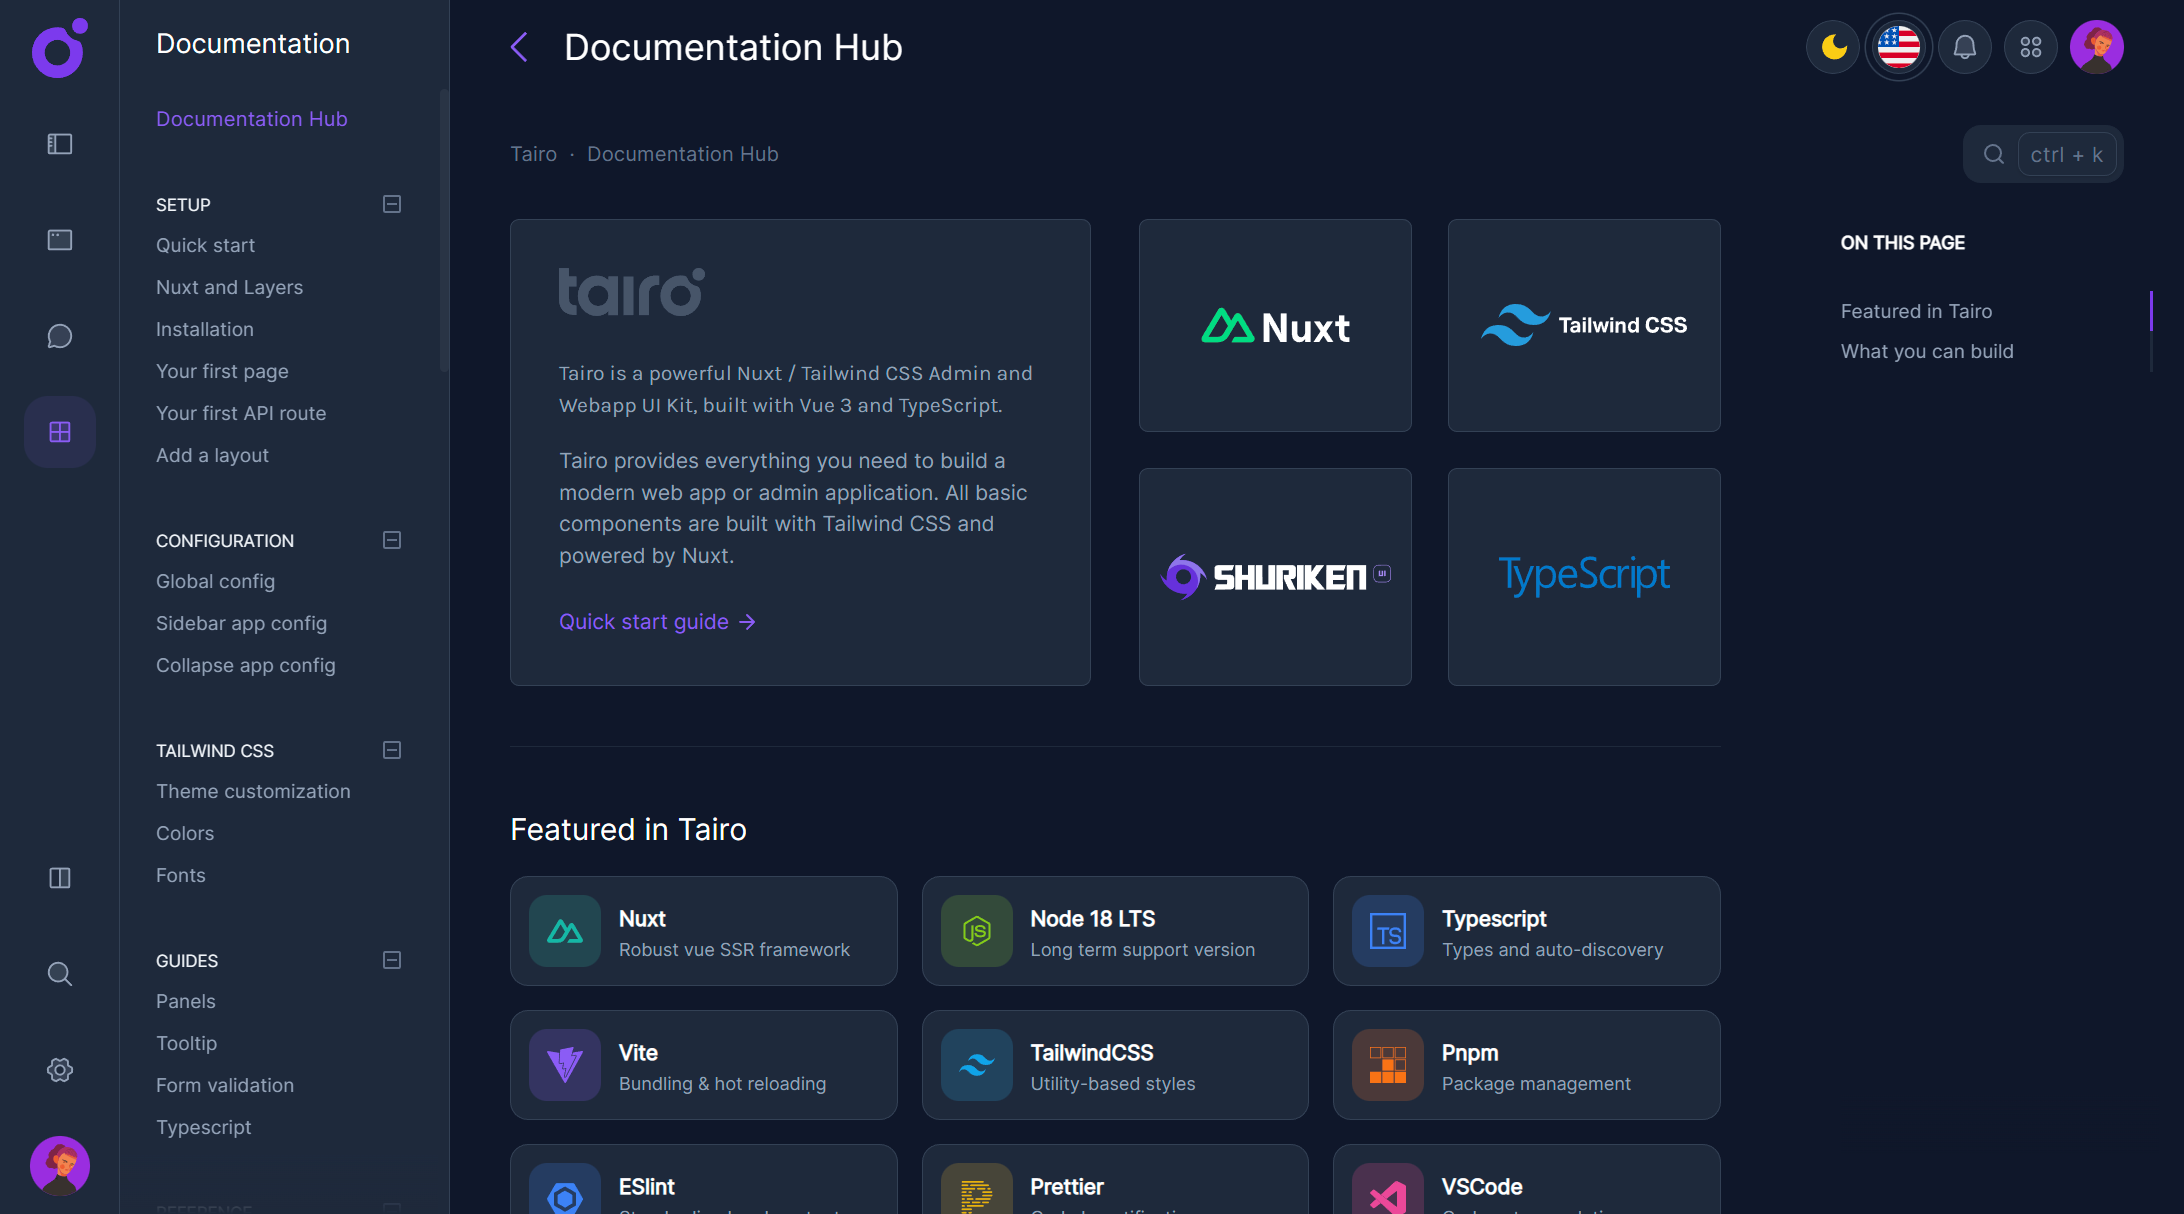 Documentation
Documentation Hub
SETUP
Quick start
Nuxt and Layers
Installation
Your first page
Your first API route
Add a layout
CONFIGURATION
Global config
Sidebar app config
Collapse app config
TAILWIND CSS
Theme customization
Colors
Fonts
GUIDES
Panels
Tooltip
Form validation
Typescript
Documentation Hub
Tairo · Documentation Hub
ctrl + k
tairo
Tairo is a powerful Nuxt / Tailwind CSS Admin and
Webapp UI Kit, built with Vue 3 and TypeScript.
Tairo provides everything you need to build a
modern web app or admin application. All basic
components are built with Tailwind CSS and
powered by Nuxt.
Quick start guide →
Nuxt
Tailwind CSS
SHURIKEN UI
TypeScript
ON THIS PAGE
Featured in Tairo
What you can build
Featured in Tairo
Nuxt
Robust vue SSR framework
JS
Node 18 LTS
Long term support version
TS
Typescript
Types and auto-discovery
Vite
Bundling & hot reloading
TailwindCSS
Utility-based styles
Pnpm
Package management
ESlint
Prettier
VSCode